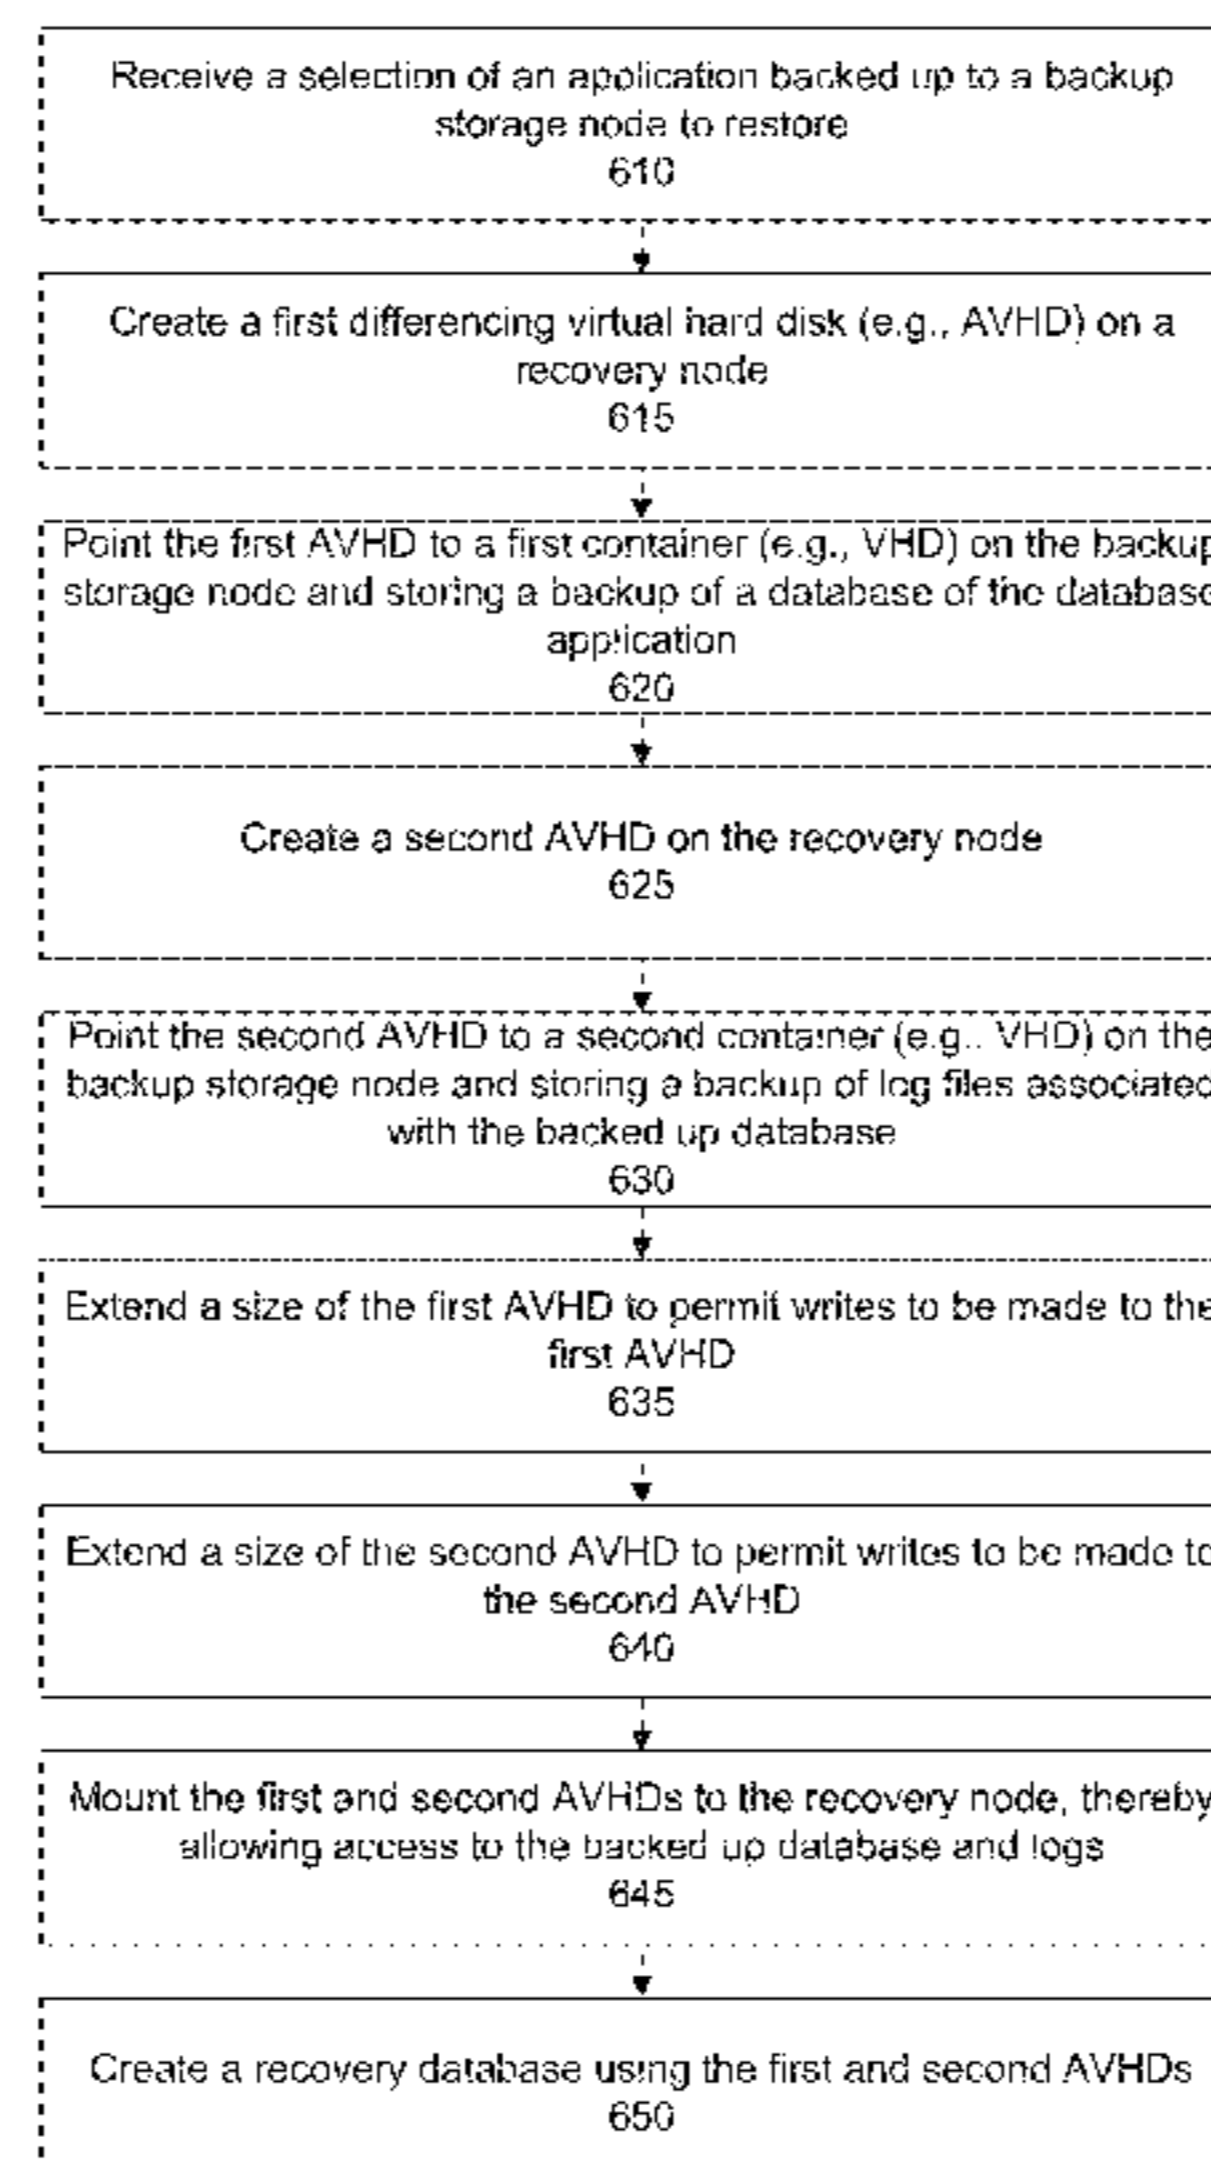 Receive a selection of an application backed up to a backup
storage node to restore
610
Create a first differencing virtual hard disk (e.g., AVHD) on a
recovery node
615
Point the first AVHD to a first container (e.g., VHD) on the backup
storage node and storing a backup of a database of the database
application
620
Create a second AVHD on the recovery node
625
Point the second AVHD to a second container (e.g., VHD) on the
backup storage node and storing a backup of log files associated
with the backed up database
630
Extend a size of the first AVHD to permit writes to be made to the
first AVHD
635
Extend a size of the second AVHD to permit writes to be made to
the second AVHD
640
Mount the first and second AVHDs to the recovery node, thereby
allowing access to the backed up database and logs
645
Create a recovery database using the first and second AVHDs
650